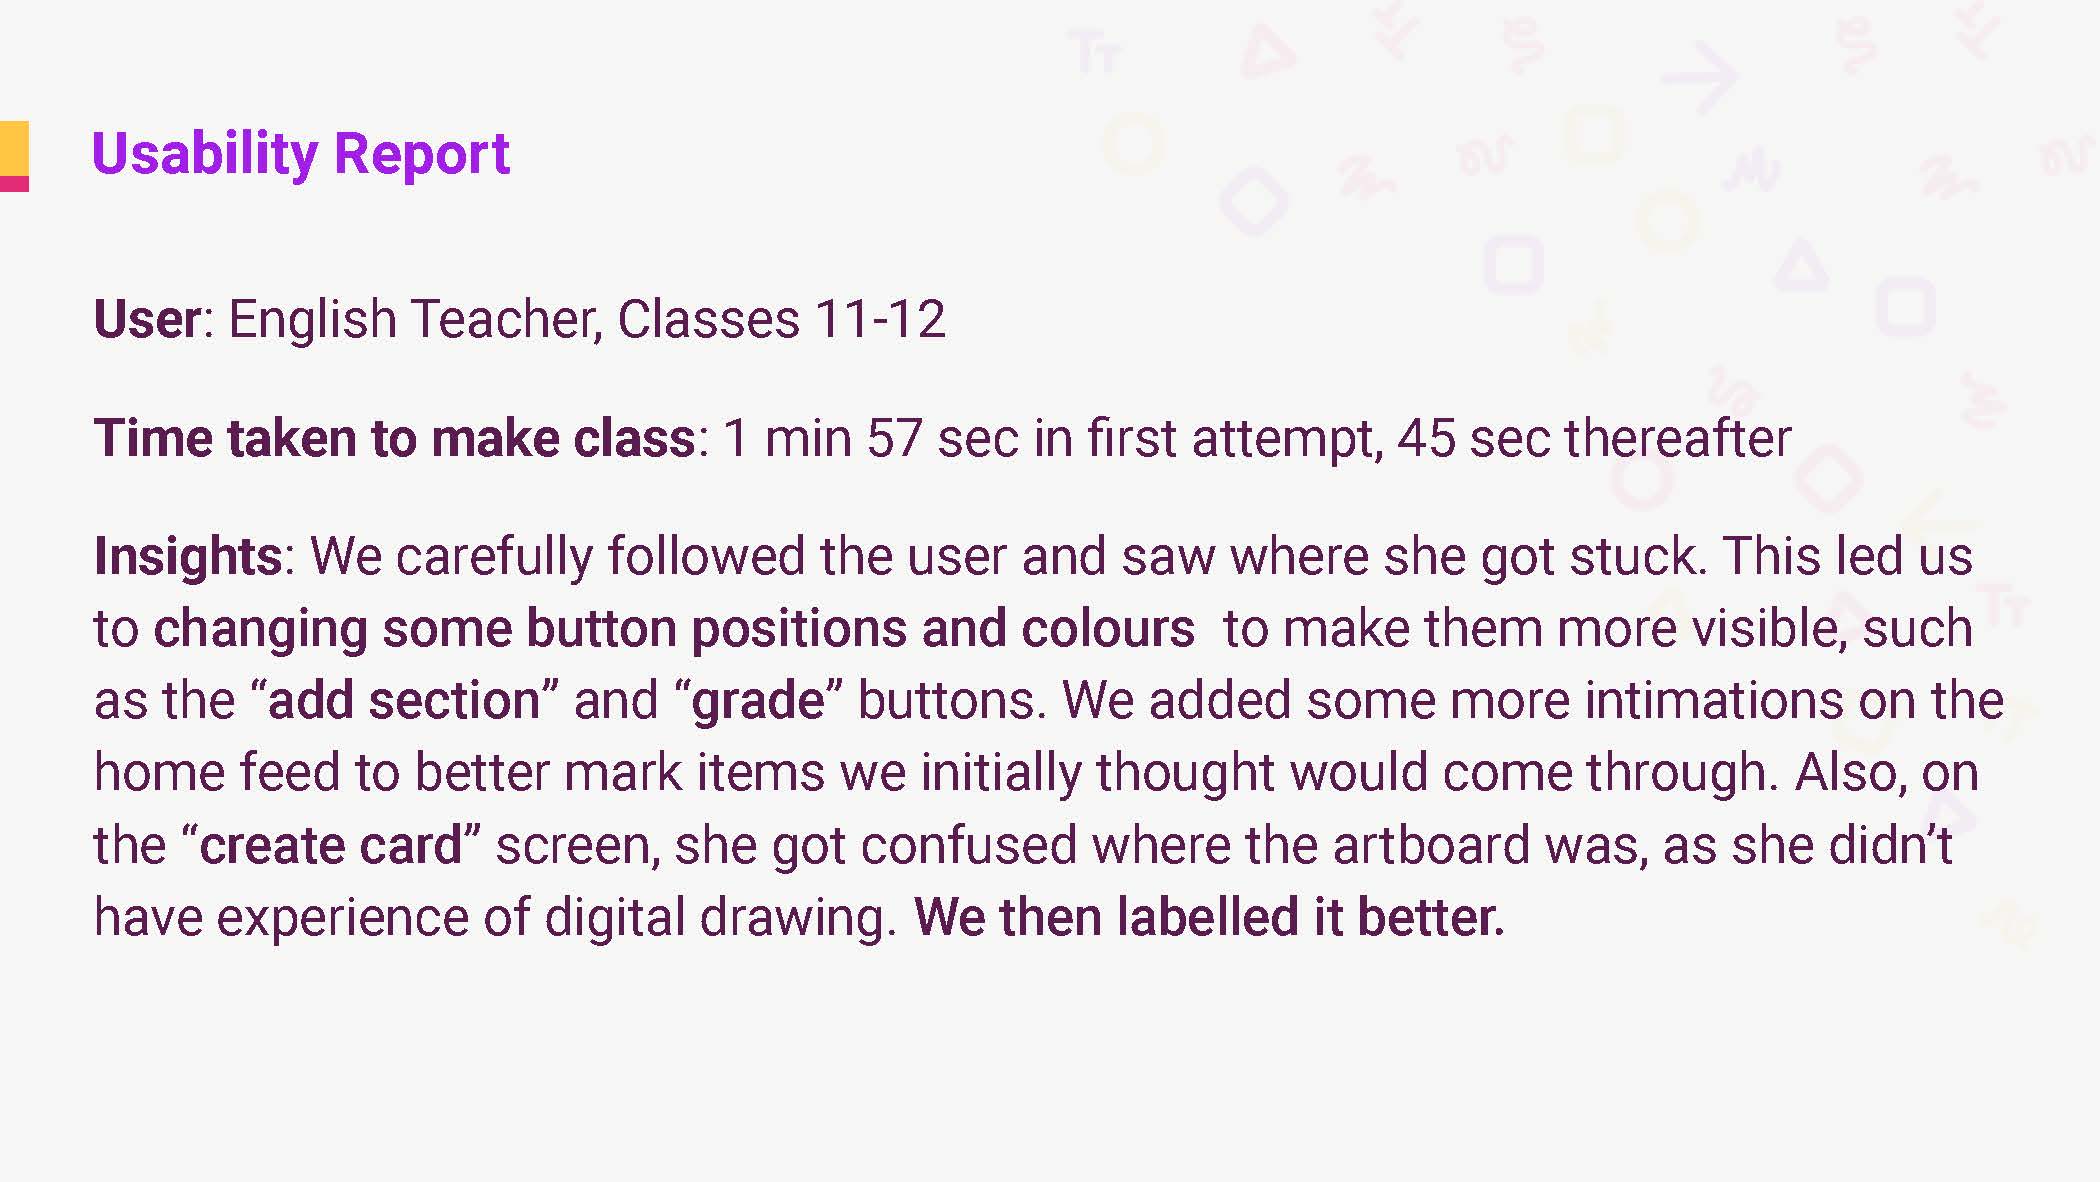 Usability Report
User: English Teacher, Classes 11-12
Time taken to make class: 1 min 57 sec in first attempt, 45 sec thereafter
Insights: We carefully followed the user and saw where she got stuck. This led us
to changing some button positions and colours  to make them more visible, such
as the “add section” and “grade” buttons. We added some more intimations on the
home feed to better mark items we initially thought would come through. Also, on
the “create card” screen, she got confused where the artboard was, as she didn’t
have experience of digital drawing. We then labelled it better.